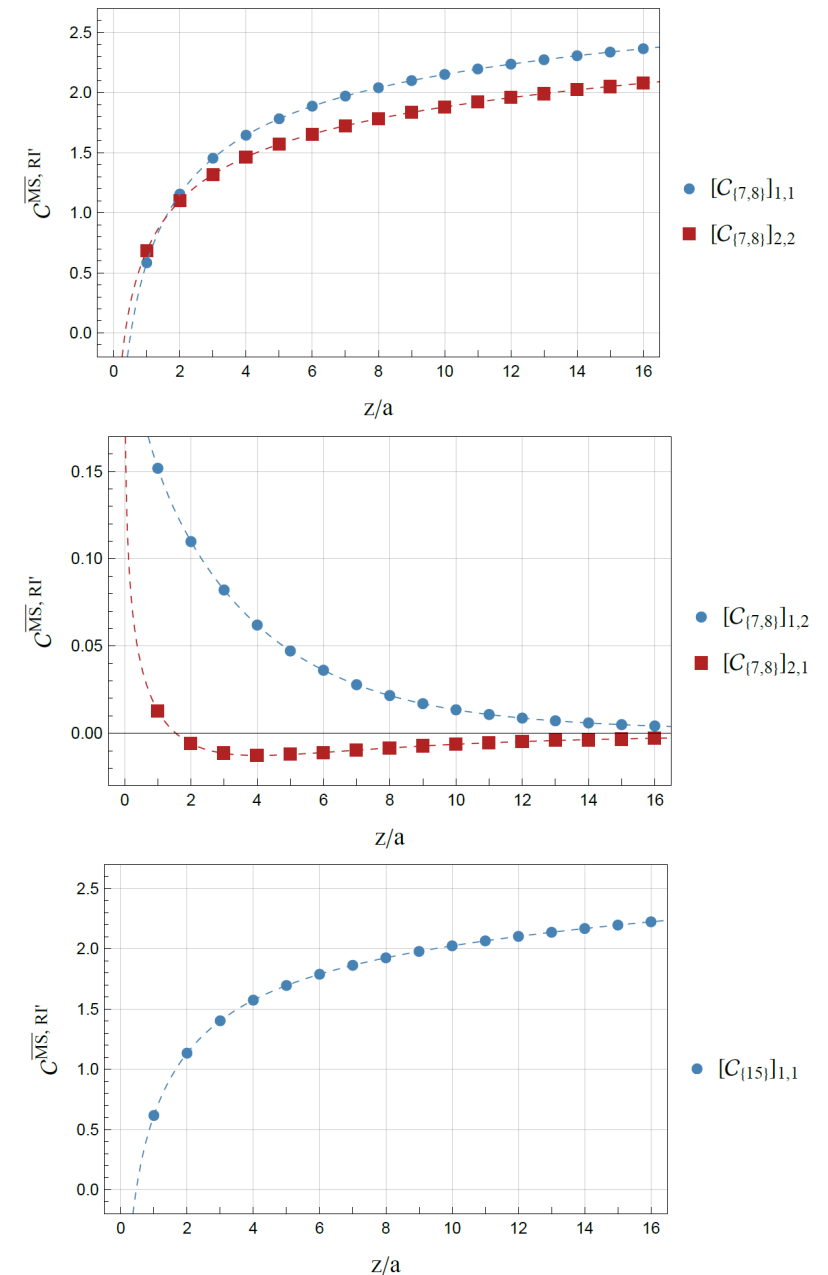 2.5
2.0
1.5
1.0
0.5
0.0
𝒞^{\overline{MS}, RI'}
0 2 4 6 8 10 12 14 16
z/a
[𝒞_{7,8}]_{1,1}
[𝒞_{7,8}]_{2,2}
0.15
0.10
0.05
0.00
𝒞^{\overline{MS}, RI'}
0 2 4 6 8 10 12 14 16
z/a
[𝒞_{7,8}]_{1,2}
[𝒞_{7,8}]_{2,1}
2.5
2.0
1.5
1.0
0.5
0.0
𝒞^{\overline{MS}, RI'}
0 2 4 6 8 10 12 14 16
z/a
[𝒞_{15}]_{1,1}